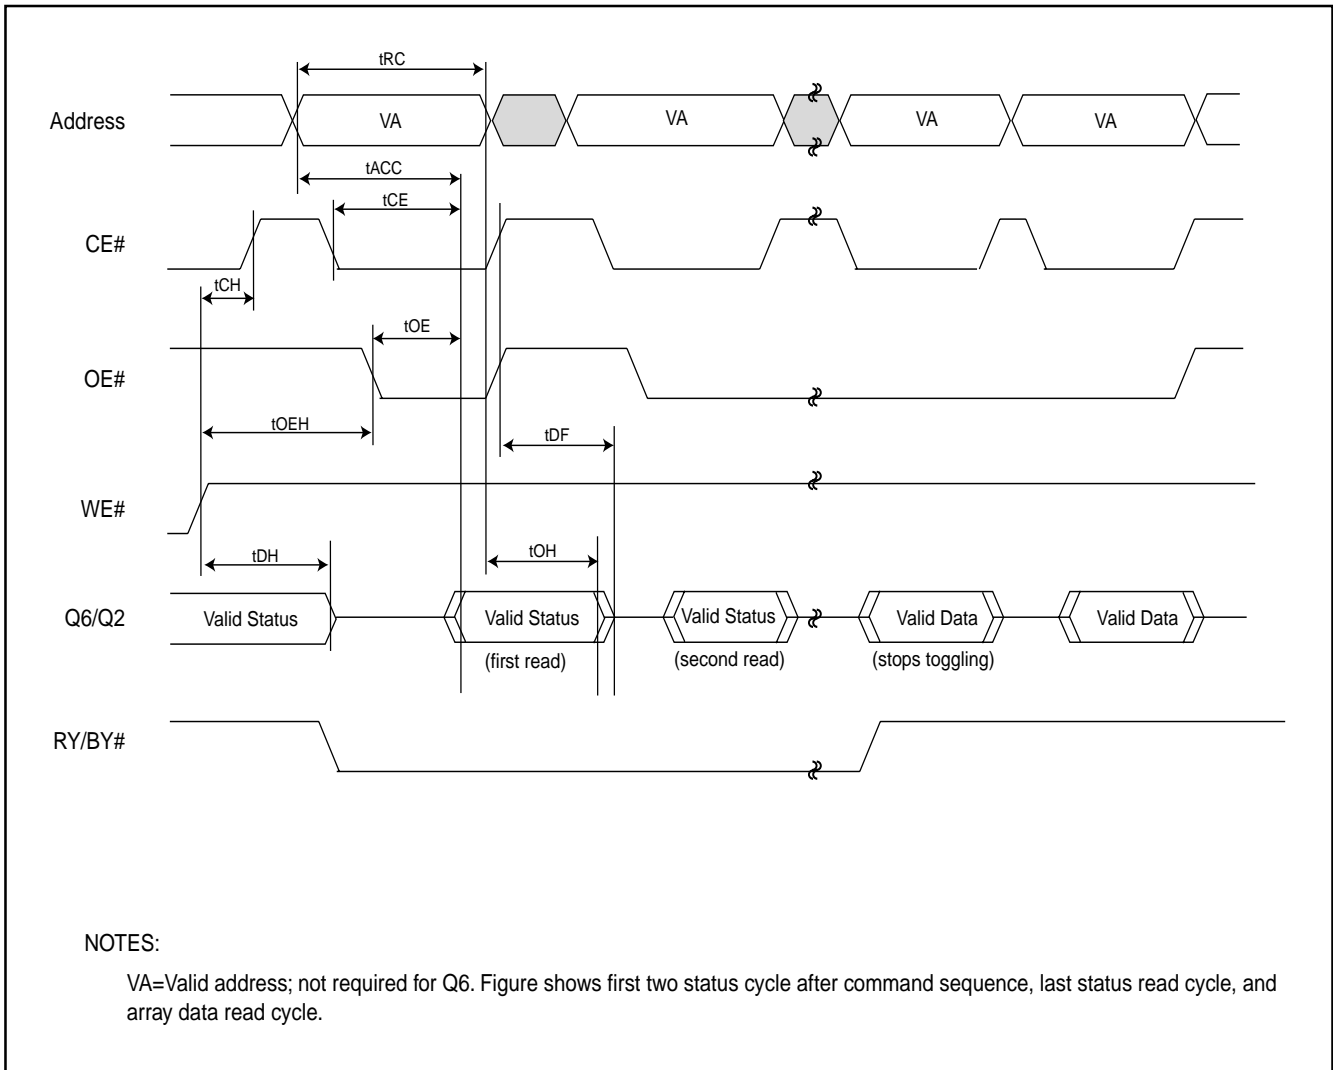 tRC
Address
VA
VA
VA
VA
tACC
tCE
CE#
tCH
tOE
OE#
tOEH
tDF
WE#
tDH
tOH
Q6/Q2
Valid Status
Valid Status
Valid Status
Valid Data
Valid Data
(first read)
(second read)
(stops toggling)
RY/BY#
NOTES:
VA=Valid address; not required for Q6. Figure shows first two status cycle after command sequence, last status read cycle, and
array data read cycle.